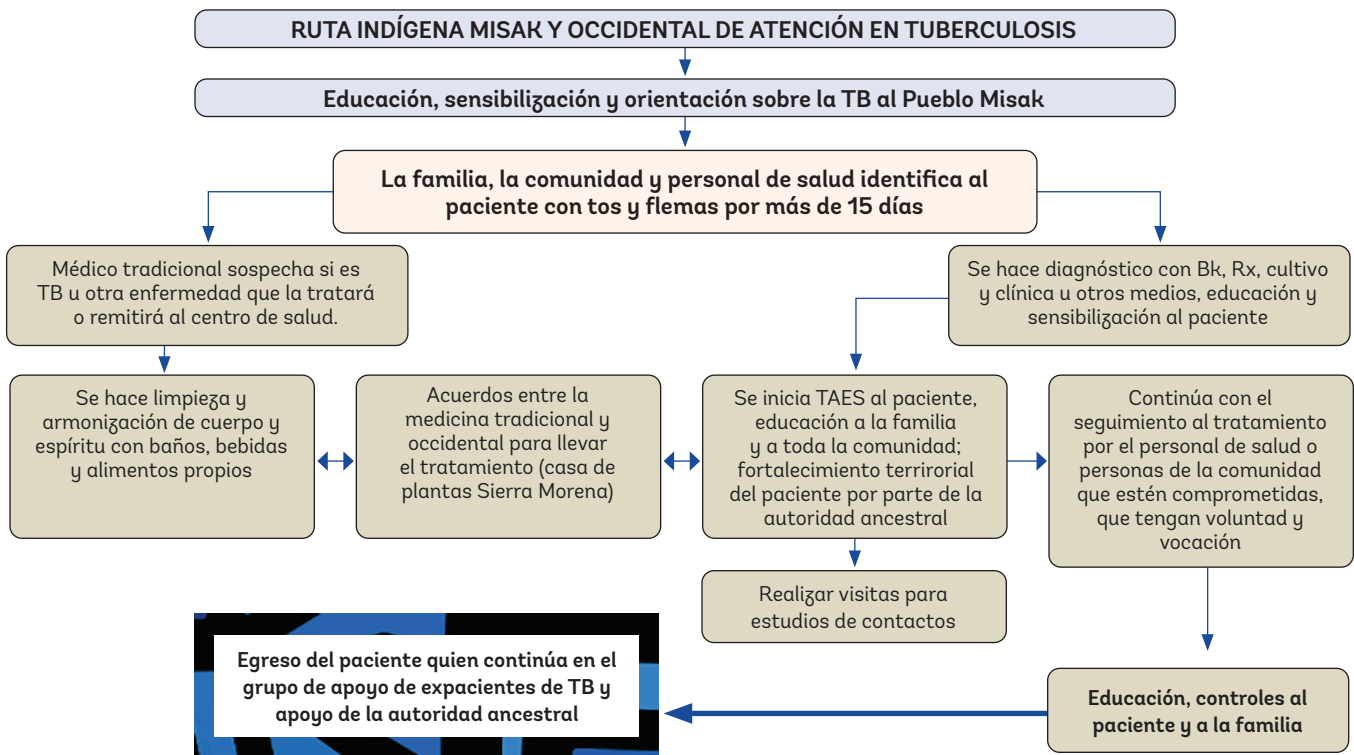 RUTA INDÍGENA MISAK Y OCCIDENTAL DE ATENCIÓN EN TUBERCULOSIS
Educación, sensibilización y orientación sobre la TB al Pueblo Misak
La familia, la comunidad y personal de salud identifica al
paciente con tos y flemas por más de 15 días
Médico tradicional sospecha si es
TB u otra enfermedad que la tratará
o remitirá al centro de salud.
Se hace diagnóstico con Bk, Rx, cultivo
y clínica u otros medios, educación y
sensibilización al paciente
Se hace limpieza y
armonización de cuerpo y
espíritu con baños, bebidas
y alimentos propios
Acuerdos entre la
medicina tradicional y
occidental para llevar
el tratamiento (casa de
plantas Sierra Morena)
Se inicia TAES al paciente,
educación a la familia
y a toda la comunidad;
fortalecimiento terrirorial
del paciente por parte de la
autoridad ancestral
Continúa con el
seguimiento al tratamiento
por el personal de salud o
personas de la comunidad
que estén comprometidas,
que tengan voluntad y
vocación
Realizar visitas para
estudios de contactos
Egreso del paciente quien continúa en el
grupo de apoyo de expacientes de TB y
apoyo de la autoridad ancestral
Educación, controles al
paciente y a la familia